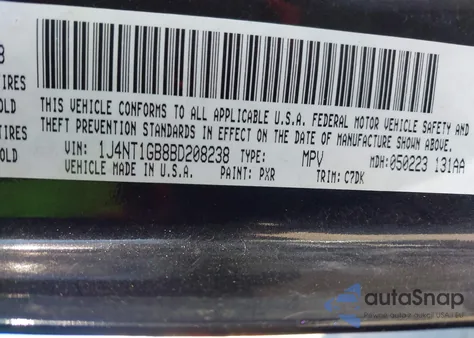 8
IRES
OLD
IRES
OLD
THIS VEHICLE CONFORMS TO ALL APPLICABLE U.S.A. FEDERAL MOTOR VEHICLE SAFETY AND
THEFT PREVENTION STANDARDS IN EFFECT ON THE DATE OF MANUFACTURE SHOWN ABOVE.
VIN: 1J4NT1GB8BD208238 TYPE: MPV MDH:050223 131AA
VEHICLE MADE IN U.S.A. PAINT: PXR TRIM: C7DK
autoSnap